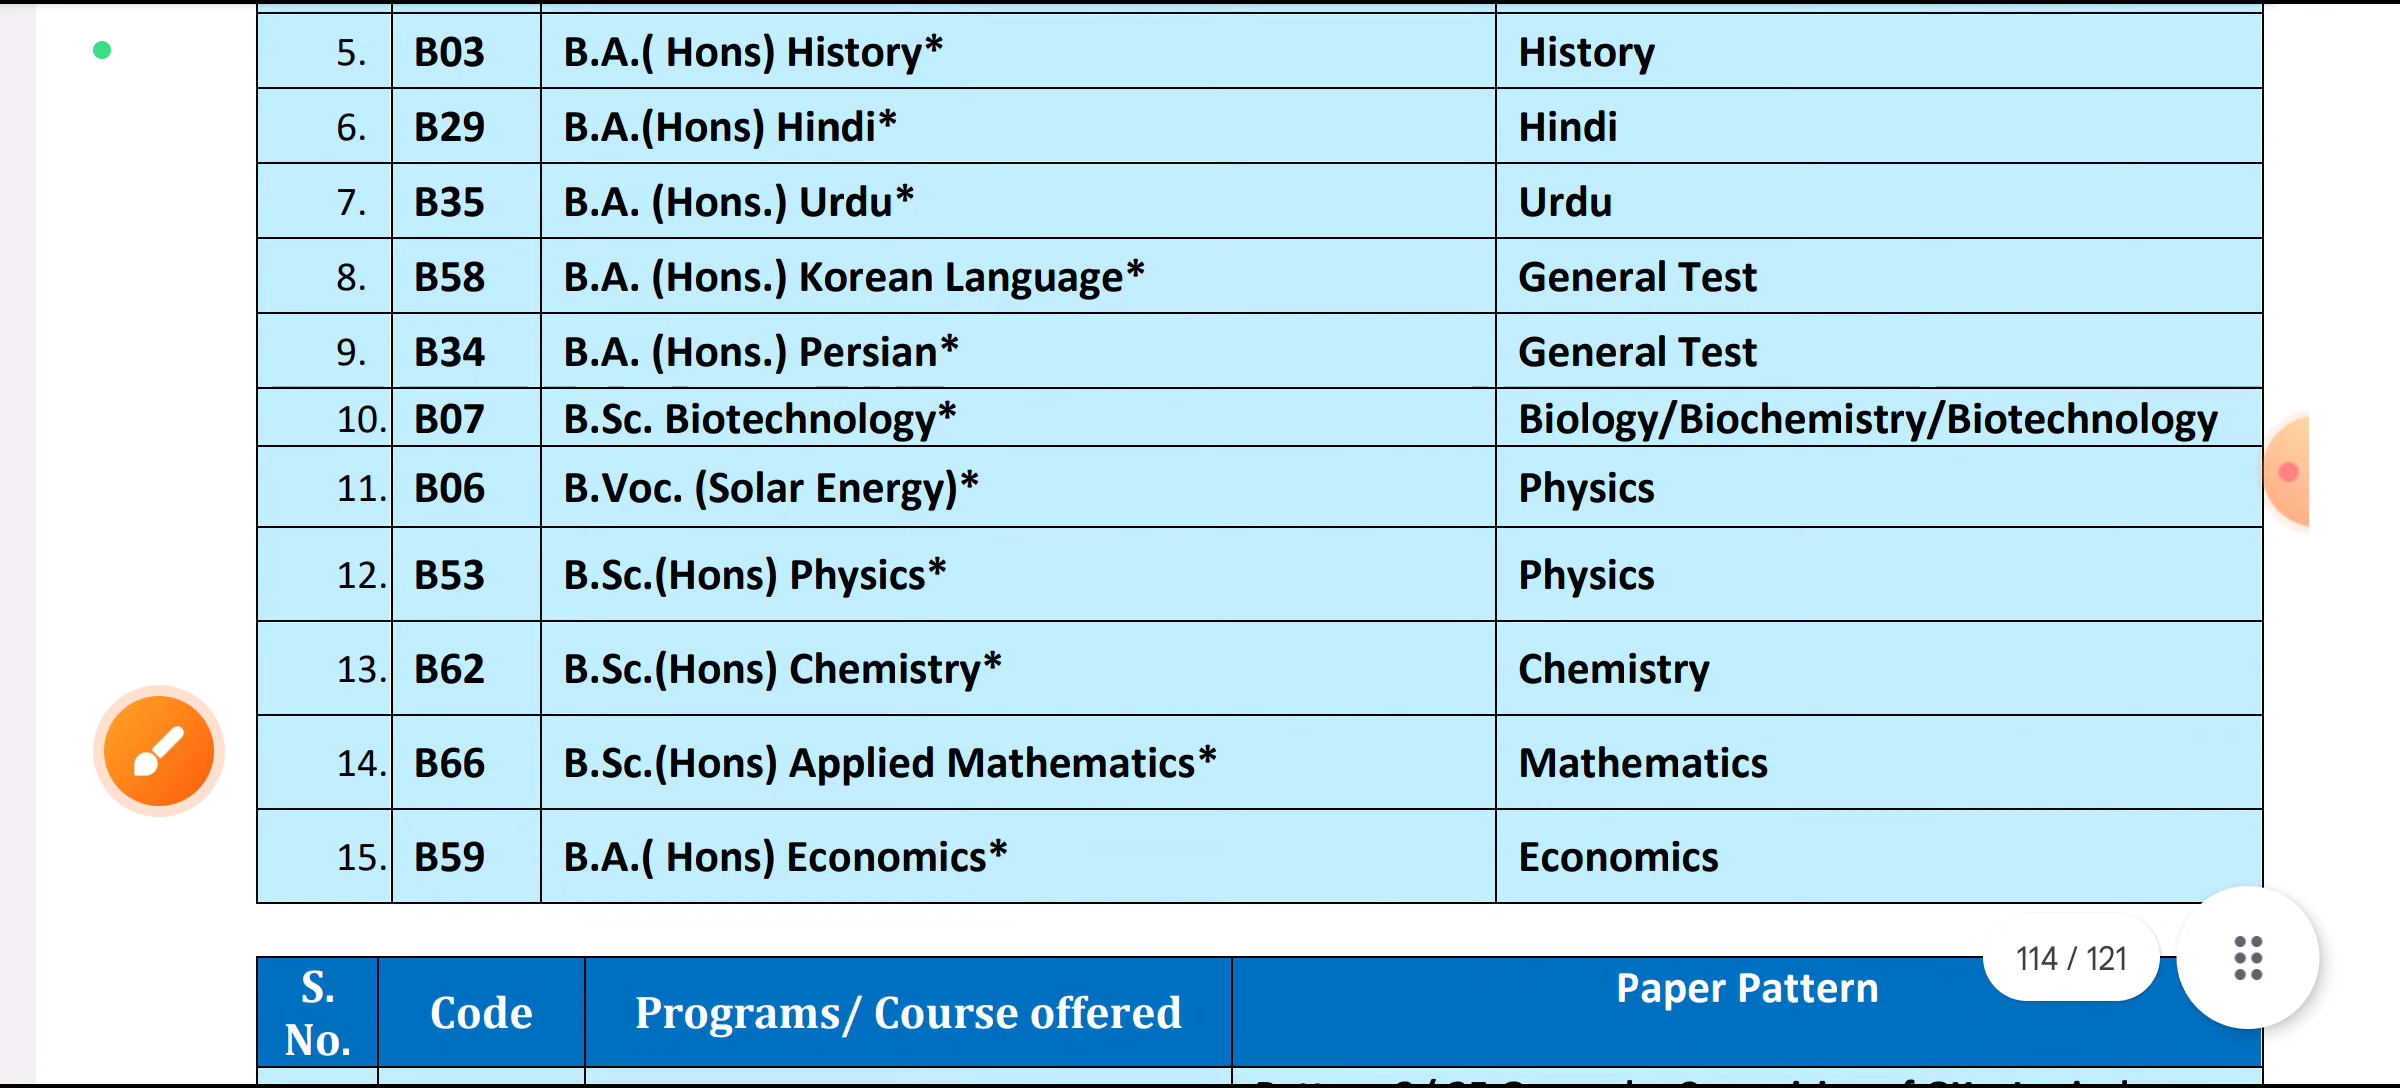 5. B03 B.A.( Hons) History* History
6. B29 B.A.(Hons) Hindi* Hindi
7. B35 B.A. (Hons.) Urdu* Urdu
8. B58 B.A. (Hons.) Korean Language* General Test
9. B34 B.A. (Hons.) Persian* General Test
10. B07 B.Sc. Biotechnology* Biology/Biochemistry/Biotechnology
11. B06 B.Voc. (Solar Energy)* Physics
12. B53 B.Sc.(Hons) Physics* Physics
13. B62 B.Sc.(Hons) Chemistry* Chemistry
14. B66 B.Sc.(Hons) Applied Mathematics* Mathematics
15. B59 B.A.( Hons) Economics* Economics
114 / 121
S. No. Code Programs/ Course offered Paper Pattern